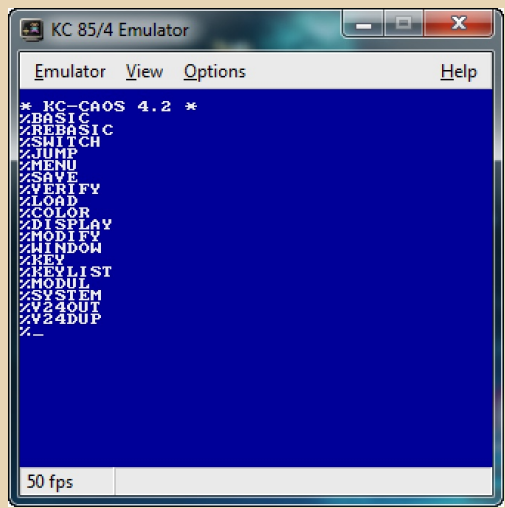 KC 85/4 Emulator
Emulator View Options Help
* KC-CAOS 4.2 *
%BASIC
%REBASIC
%SWITCH
%JUMP
%MENU
%SAVE
%VERIFY
%LOAD
%COLOR
%DISPLAY
%MODIFY
%WINDOW
%KEY
%KEYLIST
%MODUL
%SYSTEM
%V24OUT
%V24DUP
%_
50 fps